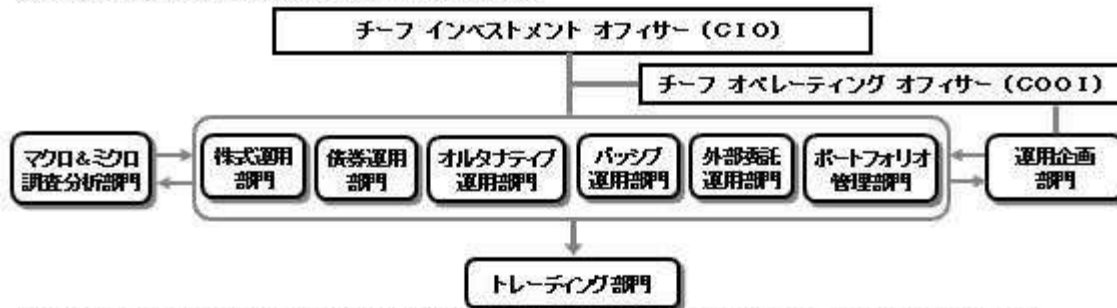 チーフ インベストメント オフィサー（ＣＩＯ）
チーフ オペレーティング オフィサー（ＣＯＯＩ）
マクロ＆ミクロ
調査分析部門
株式運用
部門
債券運用
部門
オルタナティブ
運用部門
パッシブ
運用部門
外部委託
運用部門
ポートフォリオ
管理部門
運用企画
部門
トレーディング部門